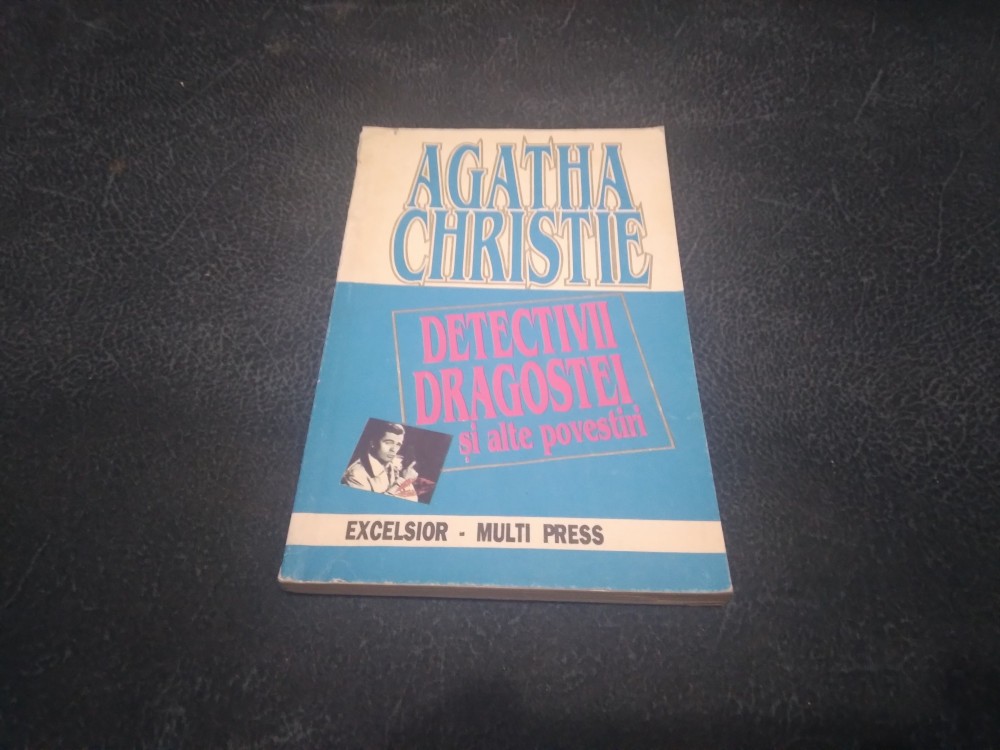 AGATHA
CHRISTIE
DETECTIVII
DRAGOSTEI
și alte povestiri
EXCELSIOR - MULTI PRESS